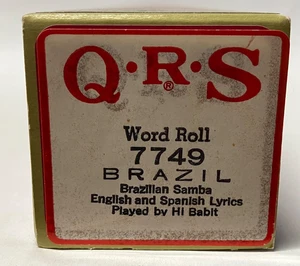 Q·R·S
®
Word Roll
7749
BRAZIL
Brazilian Samba
English and Spanish Lyrics
Played by Hi Babit